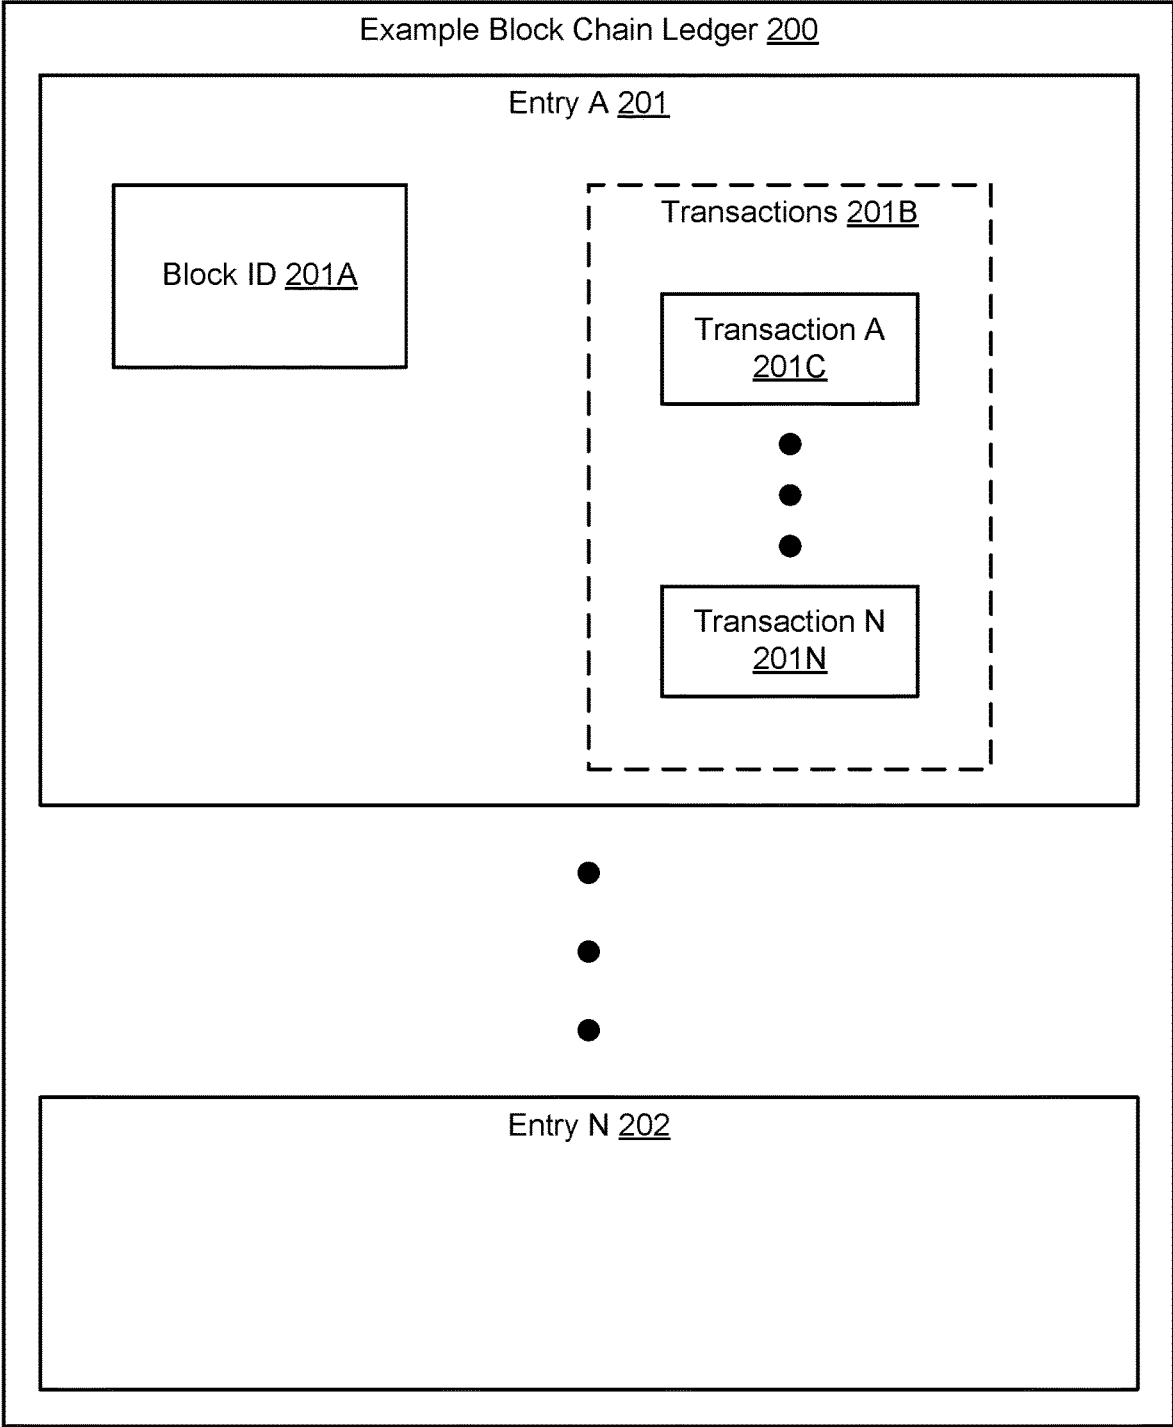 Example Block Chain Ledger 200
Entry A 201
Block ID 201A
Transactions 201B
Transaction A
201C
Transaction N
201N
Entry N 202